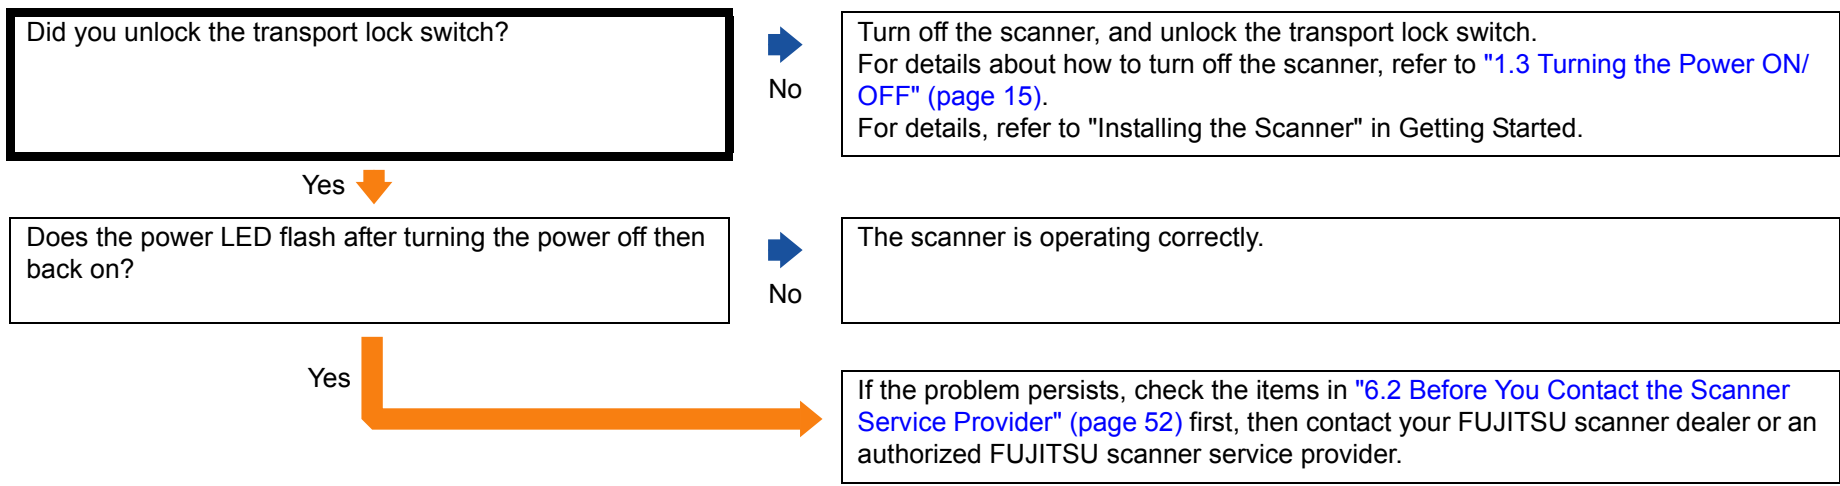 Did you unlock the transport lock switch?
No
Turn off the scanner, and unlock the transport lock switch.
For details about how to turn off the scanner, refer to "1.3 Turning the Power ON/
OFF" (page 15).
For details, refer to "Installing the Scanner" in Getting Started.
Yes
Does the power LED flash after turning the power off then
back on?
No
The scanner is operating correctly.
Yes
If the problem persists, check the items in "6.2 Before You Contact the Scanner
Service Provider" (page 52) first, then contact your FUJITSU scanner dealer or an
authorized FUJITSU scanner service provider.